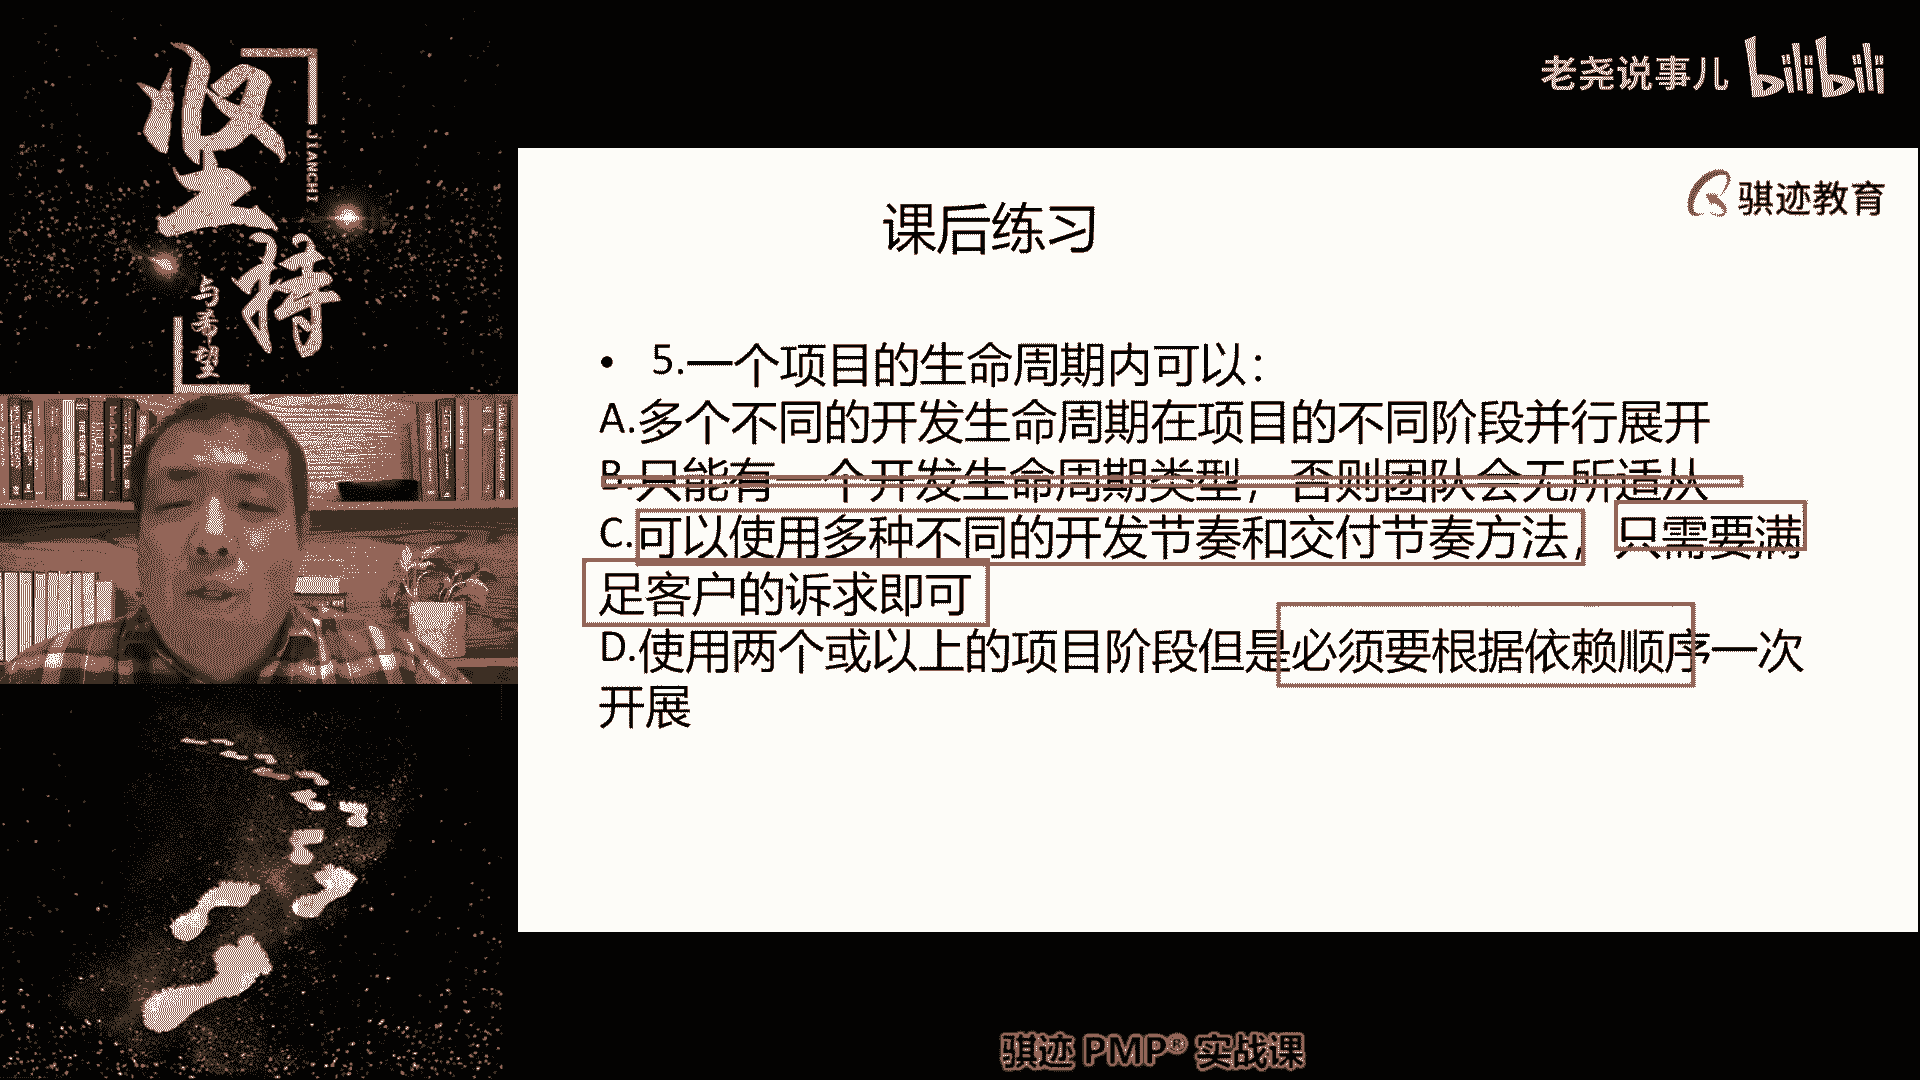 坚持
JIANCHI
与希望
老尧说事儿 bilibili
骐迹教育
课后练习
• 5.一个项目的生命周期内可以：
A.多个不同的开发生命周期在项目的不同阶段并行展开
B.只能有一个开发生命周期类型，否则团队会无所适从
C.可以使用多种不同的开发节奏和交付节奏方法，只需要满
足客户的诉求即可
D.使用两个或以上的项目阶段但是必须要根据依赖顺序一次
开展
骐迹 PMP® 实战课